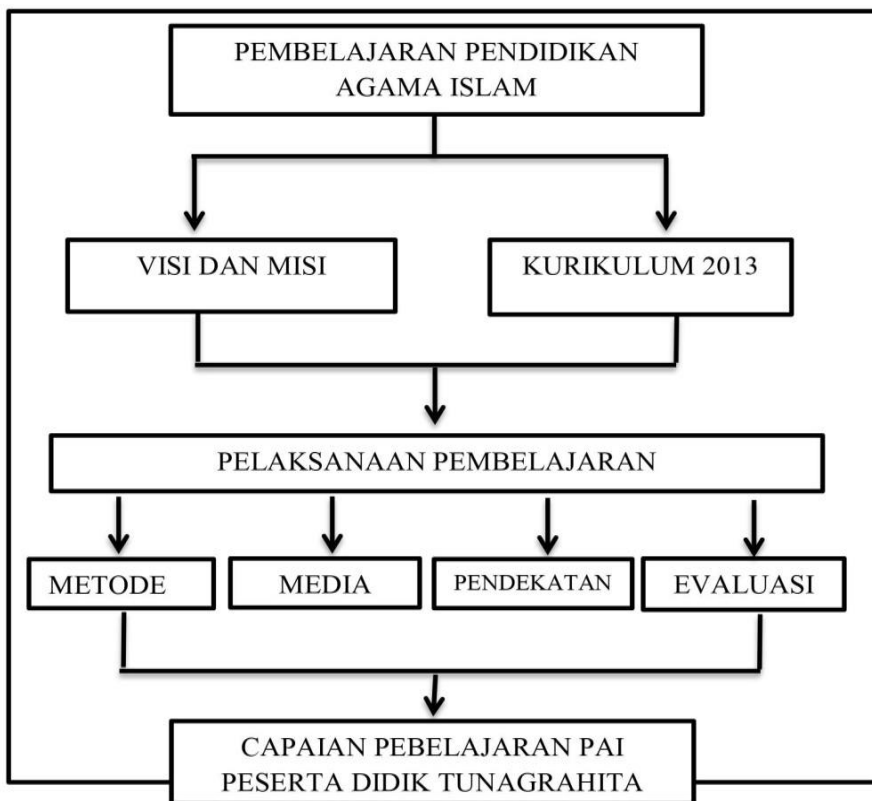 PEMBELAJARAN PENDIDIKAN
AGAMA ISLAM
VISI DAN MISI
KURIKULUM 2013
PELAKSANAAN PEMBELAJARAN
METODE
MEDIA
PENDEKATAN
EVALUASI
CAPAIAN PEBELAJARAN PAI
PESERTA DIDIK TUNAGRAHITA